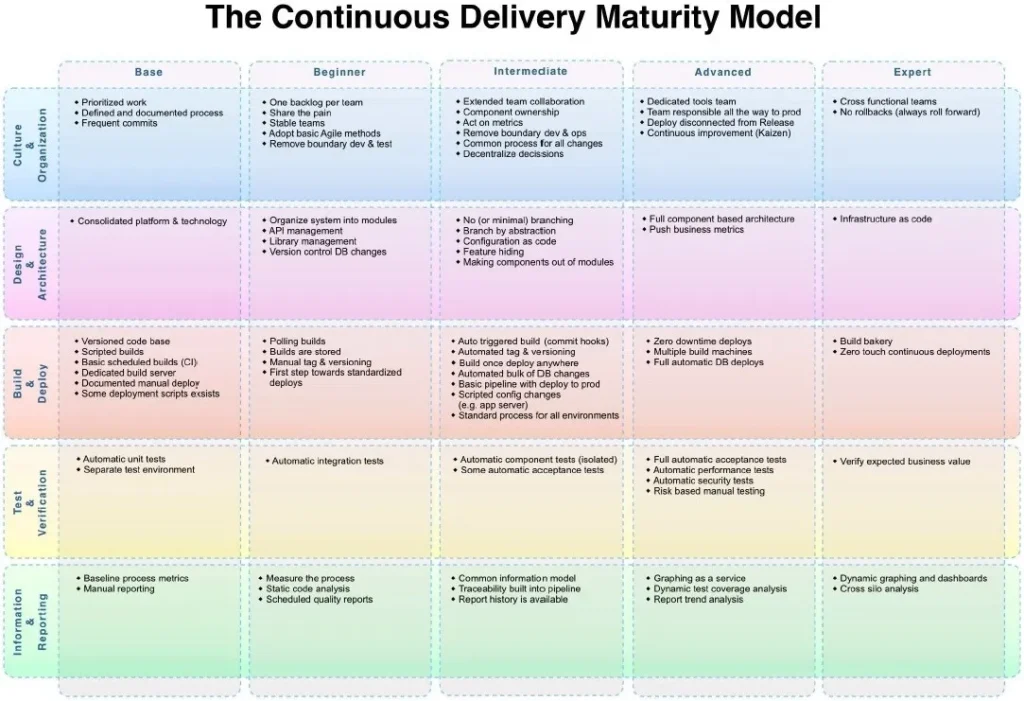 The Continuous Delivery Maturity Model
Base
Beginner
Intermediate
Advanced
Expert
Culture
&
Organization
• Prioritized work
• Defined and documented process
• Frequent commits
• One backlog per team
• Share the pain
• Stable teams
• Adopt basic Agile methods
• Remove boundary dev & test
• Extended team collaboration
• Component ownership
• Act on metrics
• Remove boundary dev & ops
• Common process for all changes
• Decentralize decisions
• Dedicated tools team
• Team responsible all the way to prod
• Deploy disconnected from Release
• Continuous improvement (Kaizen)
• Cross functional teams
• No rollbacks (always roll forward)
Design
&
Architecture
• Consolidated platform & technology
• Organize system into modules
• API management
• Library management
• Version control DB changes
• No (or minimal) branching
• Branch by abstraction
• Configuration as code
• Feature hiding
• Making components out of modules
• Full component based architecture
• Push business metrics
• Infrastructure as code
Build
&
Deploy
• Versioned code base
• Scripted builds
• Basic scheduled builds (CI)
• Dedicated build server
• Documented manual deploy
• Some deployment scripts exsists
• Polling builds
• Builds are stored
• Manual tag & versioning
• First step towards standardized
deploys
• Auto triggered build (commit hooks)
• Automated tag & versioning
• Build once deploy anywhere
• Automated bulk of DB changes
• Basic pipeline with deploy to prod
• Scripted config changes
(e.g. app server)
• Standard process for all environments
• Zero downtime deploys
• Multiple build machines
• Full automatic DB deploys
• Build bakery
• Zero touch continuous deployments
Test
&
Verification
• Automatic unit tests
• Separate test environment
• Automatic integration tests
• Automatic component tests (isolated)
• Some automatic acceptance tests
• Full automatic acceptance tests
• Automatic performance tests
• Automatic security tests
• Risk based manual testing
• Verify expected business value
Information
&
Reporting
• Baseline process metrics
• Manual reporting
• Measure the process
• Static code analysis
• Scheduled quality reports
• Common information model
• Traceability built into pipeline
• Report history is available
• Graphing as a service
• Dynamic test coverage analysis
• Report trend analysis
• Dynamic graphing and dashboards
• Cross silo analysis